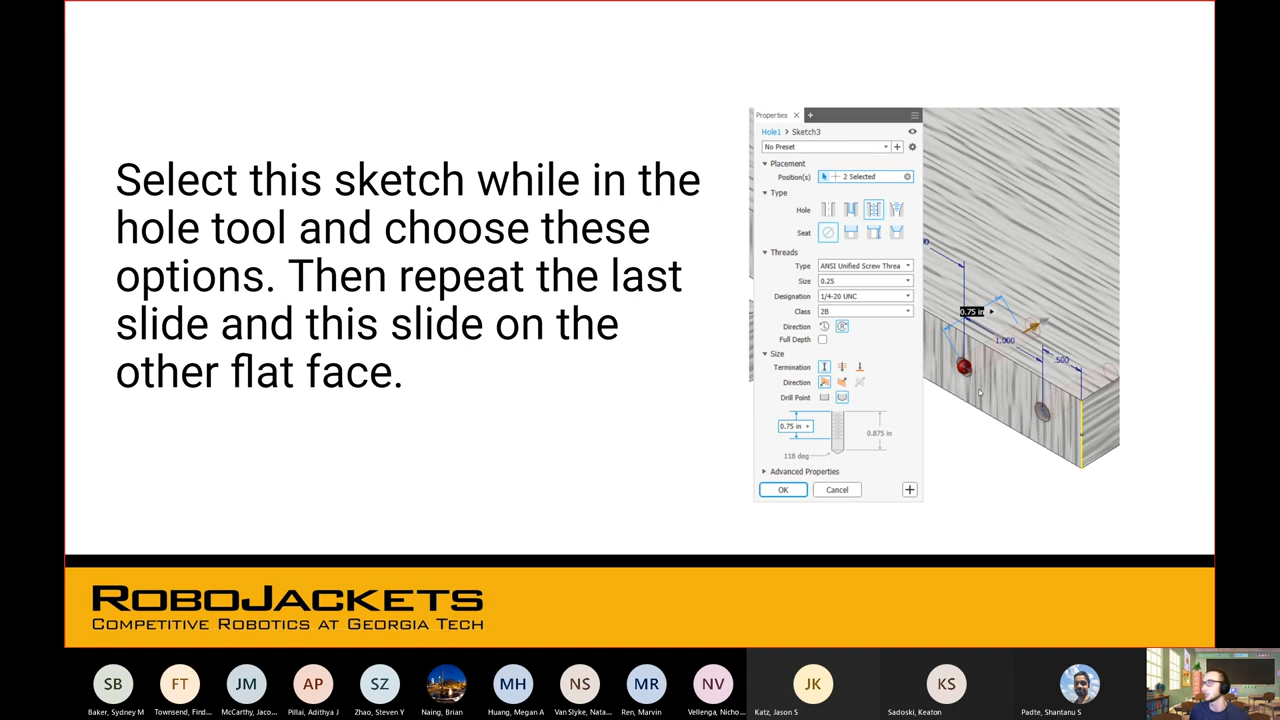 Select this sketch while in the
hole tool and choose these
options. Then repeat the last
slide and this slide on the
other flat face.
Properties
Hole1 > Sketch3
No Preset
Placement
Position(s) 2 Selected
Type
Hole
Seat
Threads
Type ANSI Unified Screw Threa
Size 0.25
Designation 1/4-20 UNC
Class 2B
Direction
Full Depth
Size
Termination
Direction
Drill Point
0.75 in
0.875 in
118 deg
Advanced Properties
OK Cancel
0.75 in
1.000
.500
ROBOJACKETS
COMPETITIVE ROBOTICS AT GEORGIA TECH
SB FT JM AP SZ MH NS MR NV JK KS
Baker, Sydney M Townsend, Find... McCarthy, Jaco... Pillai, Adithya J Zhao, Steven Y Naing, Brian Huang, Megan A Van Slyke, Nata... Ren, Marvin Vellenga, Nicho... Katz, Jason S Sadoski, Keaton Padte, Shantanu S